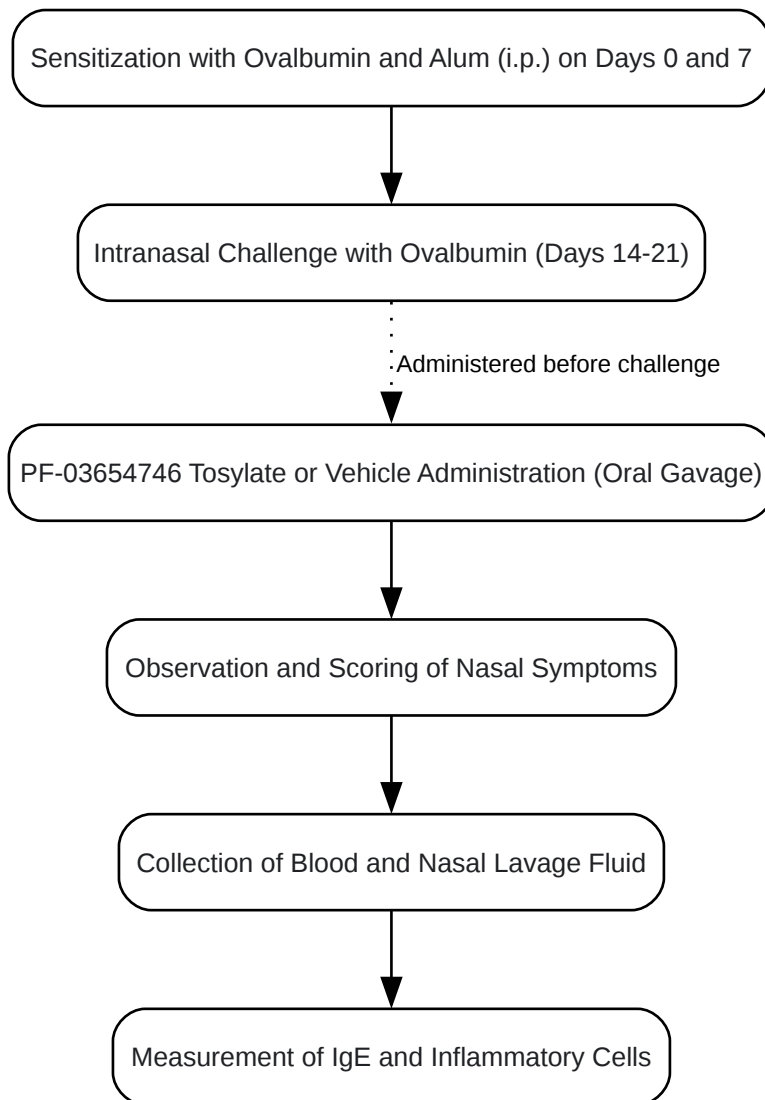 Sensitization with Ovalbumin and Alum (i.p.) on Days 0 and 7
Intranasal Challenge with Ovalbumin (Days 14-21)
Administered before challenge
PF-03654746 Tosylate or Vehicle Administration (Oral Gavage)
Observation and Scoring of Nasal Symptoms
Collection of Blood and Nasal Lavage Fluid
Measurement of IgE and Inflammatory Cells